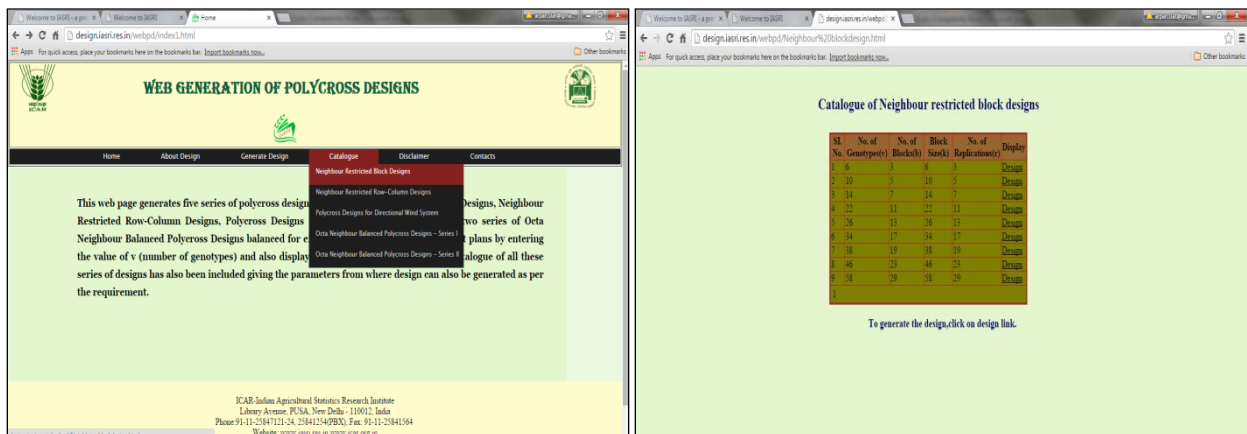 Welcome to IASRI - a pro
Welcome to IASRI
Home
design.iasri.res.in/webpd/index1.html
Apps For quick access, place your bookmarks here on the bookmarks bar. Import bookmarks now...
Other bookmarks
ICAR
WEB GENERATION OF POLYCROSS DESIGNS
Home About Design Generate Design Catalogue Disclaimer Contacts
Neighbour Restricted Block Designs
Neighbour Restricted Row-Column Designs
Polycross Designs for Directional Wind System
Octa Neighbour Balanced Polycross Designs – Series I
Octa Neighbour Balanced Polycross Designs – Series II
This web page generates five series of polycross design Designs, Neighbour
Restricted Row-Column Designs, Polycross Designs two series of Octa
Neighbour Balanced Polycross Designs balanced for plans by entering
the value of v (number of genotypes) and also display talogue of all these
series of designs has also been included giving the parameters from where design can also be generated as per
the requirement.
ICAR-Indian Agricultural Statistics Research Institute
Library Avenue, PUSA, New Delhi - 110012, India
Phone:91-11-25847121-24, 25841254(PBX), Fax: 91-11-25841564
Welcome to IASRI - a pro
Welcome to IASRI
design.iasri.res.in/webpd
design.iasri.res.in/webpd/Neighbour%20blockdesign.html
Apps For quick access, place your bookmarks here on the bookmarks bar. Import bookmarks now...
Other bookmarks
Catalogue of Neighbour restricted block designs
SI. No. of No. of Block No. of Display
No. Genotypes(v) Blocks(b) Size(k) Replications(r)
1 6 3 6 3 Design
2 10 5 10 5 Design
3 14 7 14 7 Design
4 22 11 22 11 Design
5 26 13 26 13 Design
6 34 17 34 17 Design
7 38 19 38 19 Design
8 46 23 46 23 Design
9 58 29 58 29 Design
1
To generate the design,click on design link.